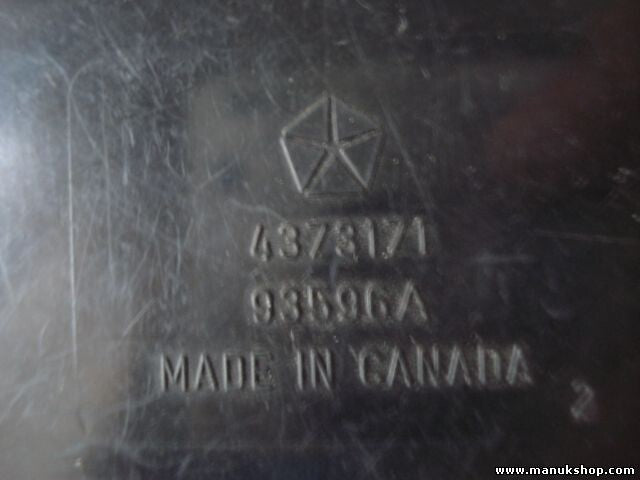 4373171
93596A
MADE IN CANADA
2
www.manukshop.com